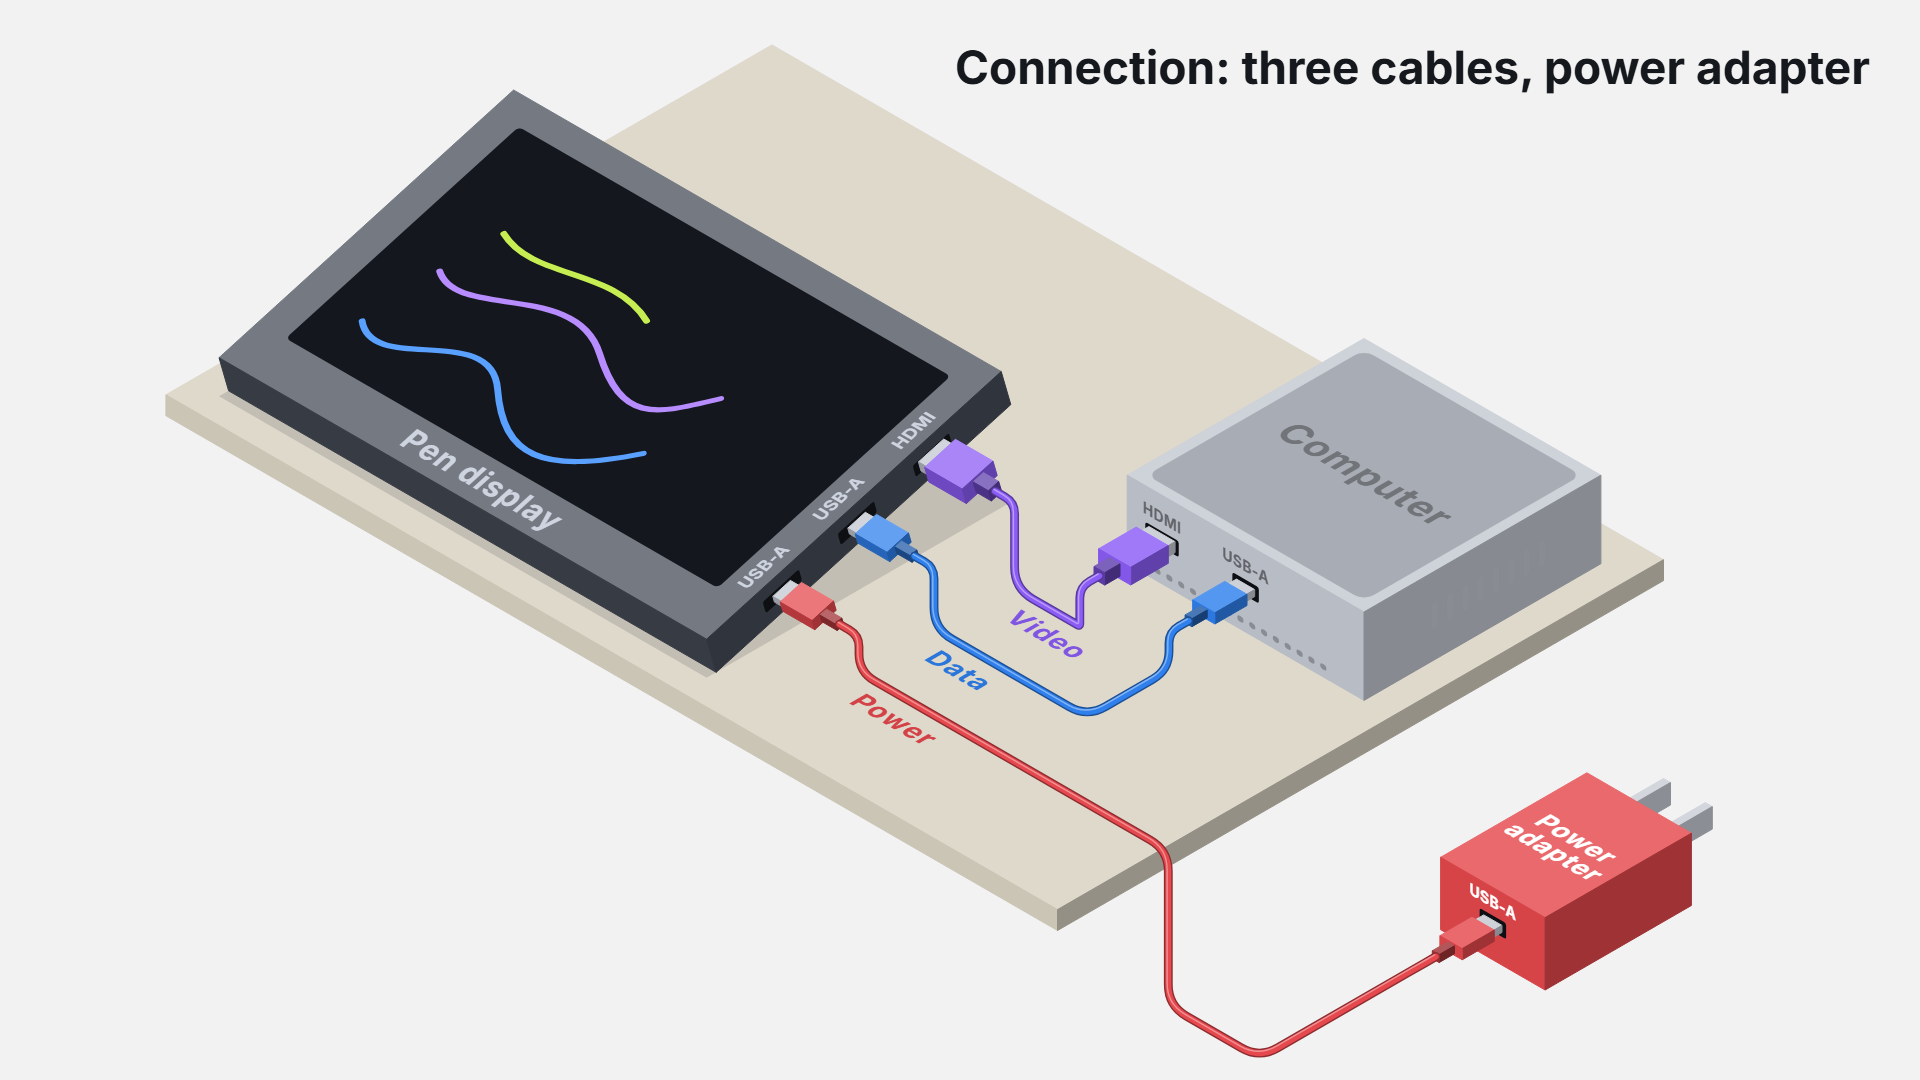 Connection: three cables, power adapter
Pen display
HDMI
USB-A
USB-A
Computer
HDMI
USB-A
Video
Data
Power
Power
adapter
USB-A